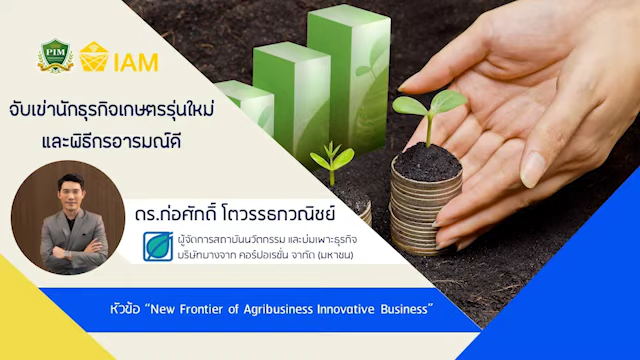 PIM
IAM
จับเข่านักธุรกิจเกษตรรุ่นใหม่
และพิธีกรอารมณ์ดี
ดร.ก่อศักดิ์ โตวรรธกวณิชย์
ผู้จัดการสถาบันนวัตกรรม และบ่มเพาะธุรกิจ
บริษัทบางจาก คอร์ปอเรชั่น จำกัด (มหาชน)
หัวข้อ “New Frontier of Agribusiness Innovative Business”